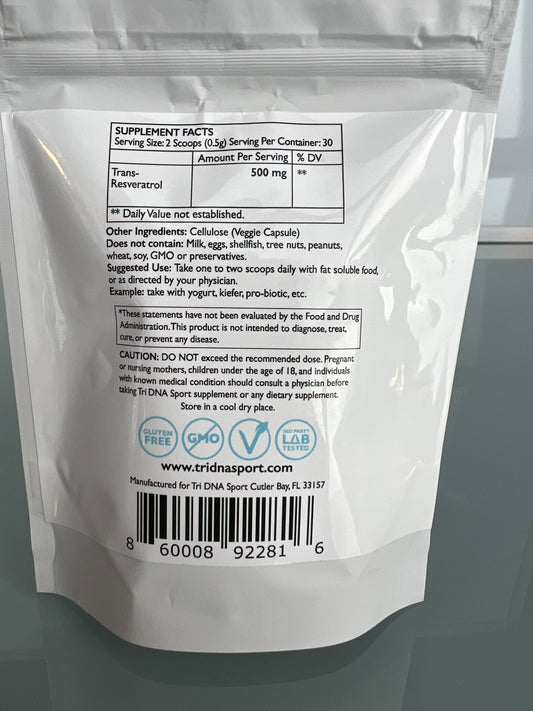 SUPPLEMENT FACTS
Serving Size: 2 Scoops (0.5g) Serving Per Container: 30
Amount Per Serving % DV
Trans- 500 mg **
Resveratrol
** Daily Value not established.
Other Ingredients: Cellulose (Veggie Capsule)
Does not contain: Milk, eggs, shellfish, tree nuts, peanuts,
wheat, soy, GMO or preservatives.
Suggested Use: Take one to two scoops daily with fat soluble food,
or as directed by your physician.
Example: take with yogurt, kiefer, pro-biotic, etc.
*These statements have not been evaluated by the Food and Drug
Administration. This product is not intended to diagnose, treat,
cure, or prevent any disease.
CAUTION: DO NOT exceed the recommended dose. Pregnant
or nursing mothers, children under the age of 18, and individuals
with known medical condition should consult a physician before
taking Tri DNA Sport supplement or any dietary supplement.
Store in a cool dry place.
GLUTEN
FREE
GMO
V
3RD PARTY
LAB
TESTED
www.tridnasport.com
Manufactured for Tri DNA Sport Cutler Bay, FL 33157
8 60008 92281 6